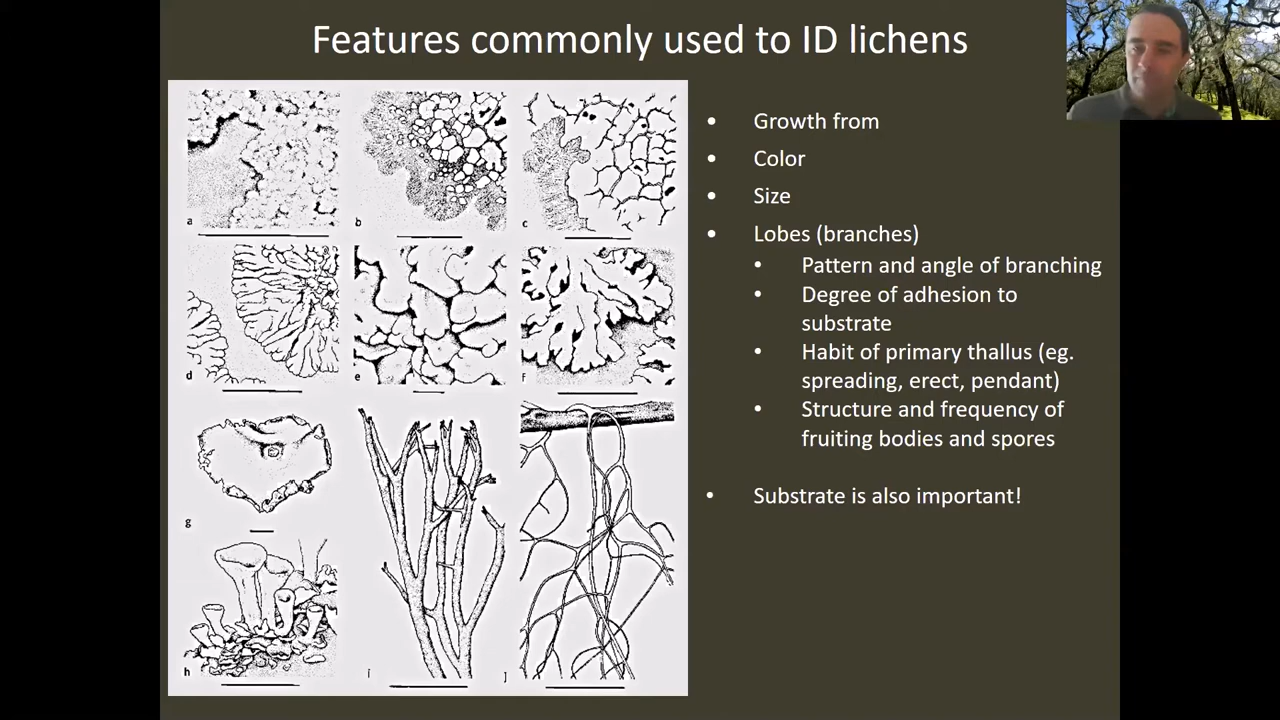 Features commonly used to ID lichens
• Growth from
• Color
• Size
• Lobes (branches)
• Pattern and angle of branching
• Degree of adhesion to
substrate
• Habit of primary thallus (eg.
spreading, erect, pendant)
• Structure and frequency of
fruiting bodies and spores
• Substrate is also important!
a
b
c
d
e
f
g
h
i
j